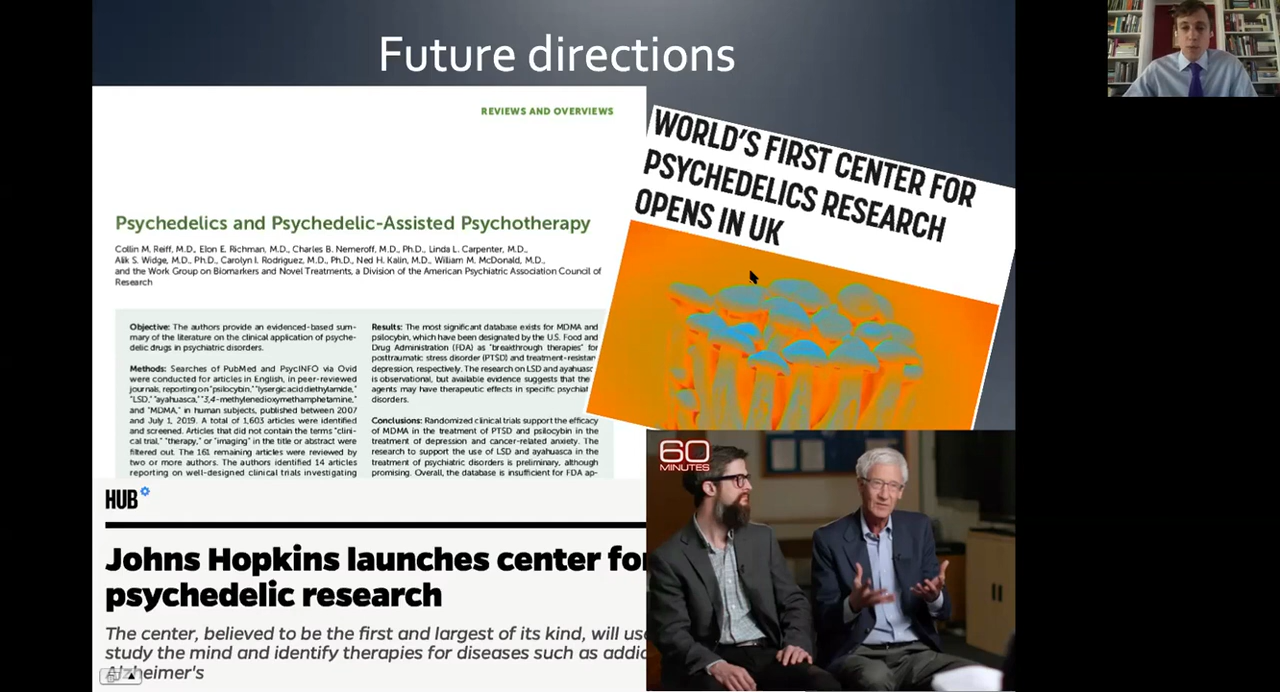 Future directions
REVIEWS AND OVERVIEWS
Psychedelics and Psychedelic-Assisted Psychotherapy
Collin M. Reiff, M.D., Elon E. Richman, M.D., Charles B. Nemeroff, M.D., Ph.D., Linda L. Carpenter, M.D.,
Alik S. Widge, M.D., Ph.D., Carolyn I. Rodriguez, M.D., Ph.D., Ned H. Kalin, M.D., William M. McDonald, M.D.,
and the Work Group on Biomarkers and Novel Treatments, a Division of the American Psychiatric Association Council of
Research
Objective: The authors provide an evidenced-based sum-
mary of the literature on the clinical application of psyche-
delic drugs in psychiatric disorders.
Methods: Searches of PubMed and PsycINFO via Ovid
were conducted for articles in English, in peer-reviewed
journals, reporting on "psilocybin," "lysergic acid diethylamide,"
"LSD," "ayahuasca," "3,4-methylenedioxymethamphetamine,"
and "MDMA," in human subjects, published between 2007
and July 1, 2019. A total of 1,603 articles were identified
and screened. Articles that did not contain the terms "clini-
cal trial," "therapy," or "imaging" in the title or abstract were
filtered out. The 161 remaining articles were reviewed by
two or more authors. The authors identified 14 articles
reporting on well-designed clinical trials investigating
Results: The most significant database exists for MDMA and
psilocybin, which have been designated by the U.S. Food and
Drug Administration (FDA) as "breakthrough therapies" for
posttraumatic stress disorder (PTSD) and treatment-resistan
depression, respectively. The research on LSD and ayahuasc
is observational, but available evidence suggests that the
agents may have therapeutic effects in specific psychiat
disorders.
Conclusions: Randomized clinical trials support the efficacy
of MDMA in the treatment of PTSD and psilocybin in the
treatment of depression and cancer-related anxiety. The
research to support the use of LSD and ayahuasca in the
treatment of psychiatric disorders is preliminary, although
promising. Overall, the database is insufficient for FDA ap-
WORLD'S FIRST CENTER FOR
PSYCHEDELICS RESEARCH
OPENS IN UK
HUB
Johns Hopkins launches center fo
psychedelic research
The center, believed to be the first and largest of its kind, will us
study the mind and identify therapies for diseases such as addic
Alzheimer's
60
MINUTES